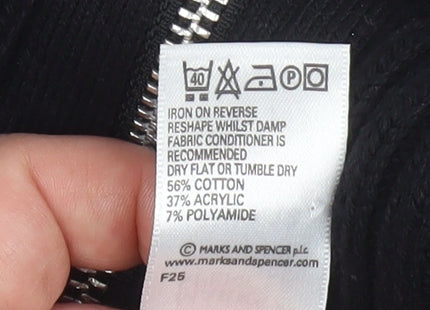 40 P
IRON ON REVERSE
RESHAPE WHILST DAMP
FABRIC CONDITIONER IS
RECOMMENDED
DRY FLAT OR TUMBLE DRY
56% COTTON
37% ACRYLIC
7% POLYAMIDE
© MARKS AND SPENCER p.l.c
www.marksandspencer.com
F25